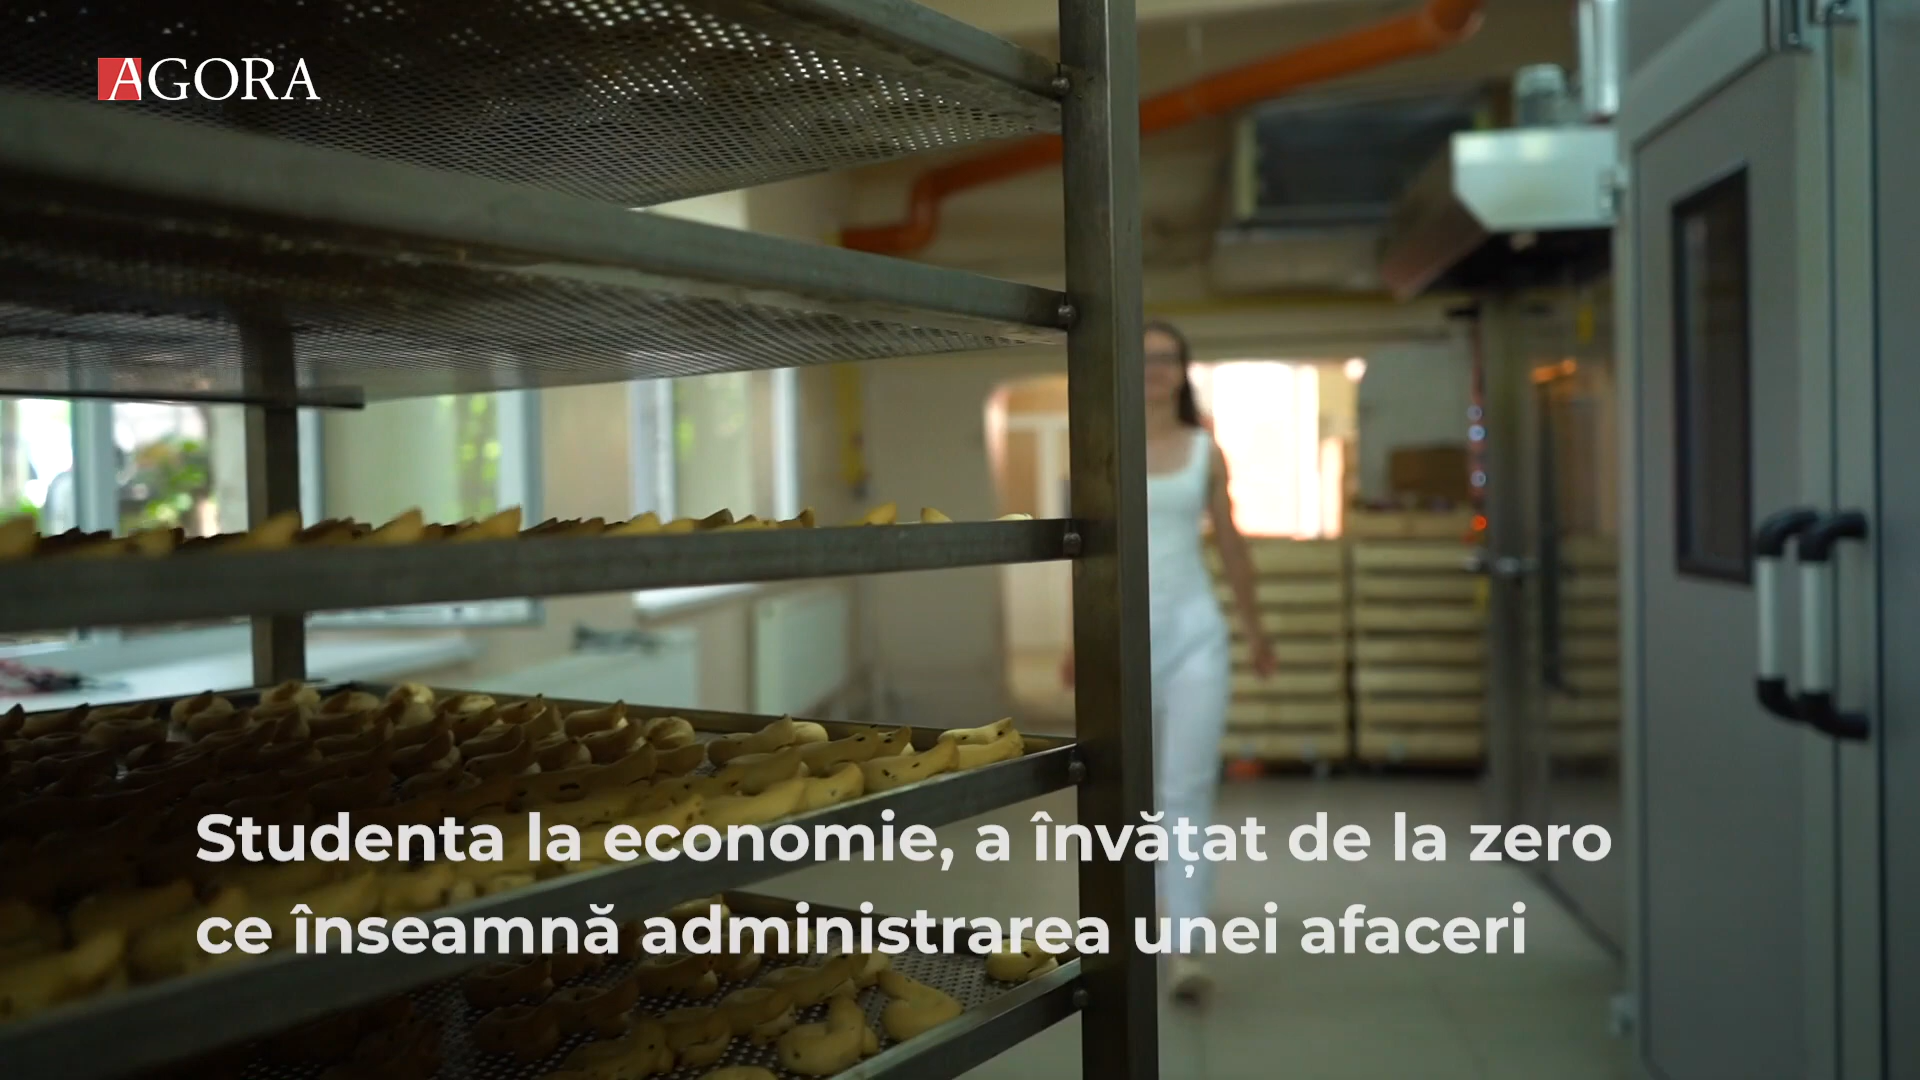 AGORA
Studenta la economie, a învățat de la zero
ce înseamnă administrarea unei afaceri